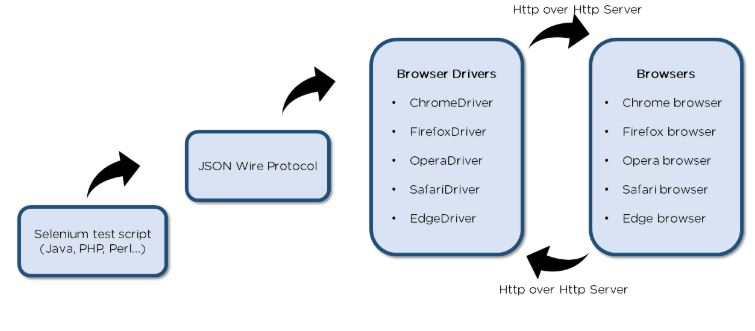 Http over Http Server
Browser Drivers
• ChromeDriver
• FirefoxDriver
• OperaDriver
• SafariDriver
• EdgeDriver
Browsers
• Chrome browser
• Firefox browser
• Opera browser
• Safari browser
• Edge browser
JSON Wire Protocol
Selenium test script
(Java, PHP, Perl...)
Http over Http Server